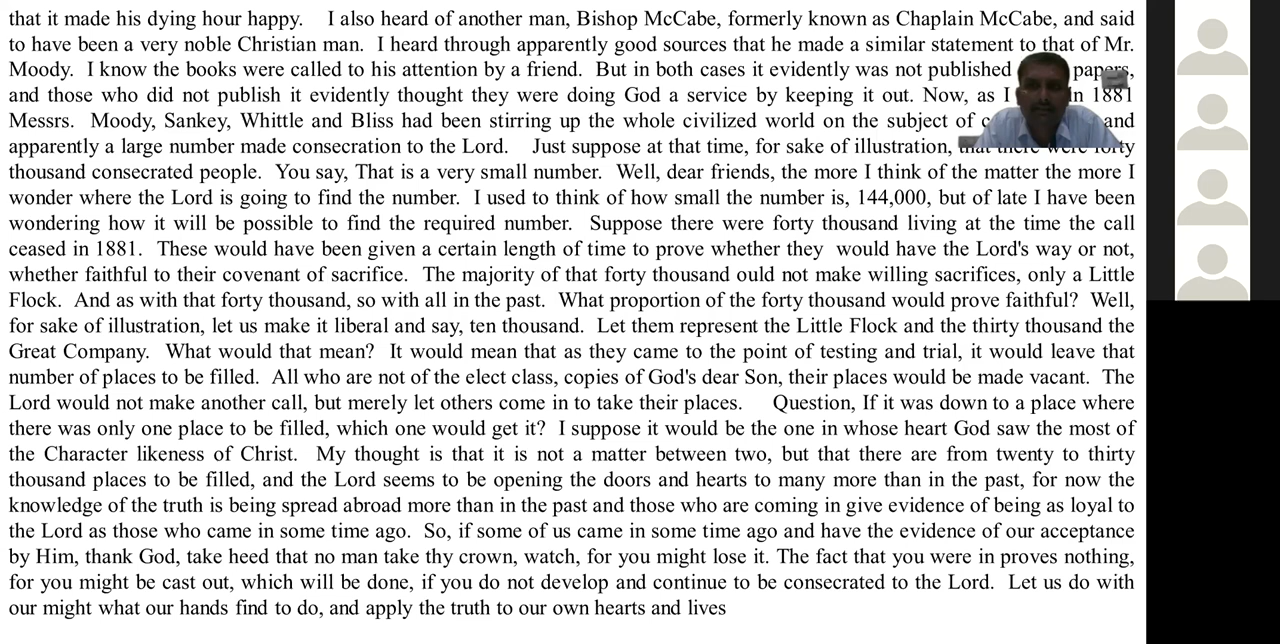 that it made his dying hour happy. I also heard of another man, Bishop McCabe, formerly known as Chaplain McCabe, and said
to have been a very noble Christian man. I heard through apparently good sources that he made a similar statement to that of Mr.
Moody. I know the books were called to his attention by a friend. But in both cases it evidently was not published papers,
and those who did not publish it evidently thought they were doing God a service by keeping it out. Now, as I in 1881
Messrs. Moody, Sankey, Whittle and Bliss had been stirring up the whole civilized world on the subject of and
apparently a large number made consecration to the Lord. Just suppose at that time, for sake of illustration, that there were forty
thousand consecrated people. You say, That is a very small number. Well, dear friends, the more I think of the matter the more I
wonder where the Lord is going to find the number. I used to think of how small the number is, 144,000, but of late I have been
wondering how it will be possible to find the required number. Suppose there were forty thousand living at the time the call
ceased in 1881. These would have been given a certain length of time to prove whether they would have the Lord's way or not,
whether faithful to their covenant of sacrifice. The majority of that forty thousand ould not make willing sacrifices, only a Little
Flock. And as with that forty thousand, so with all in the past. What proportion of the forty thousand would prove faithful? Well,
for sake of illustration, let us make it liberal and say, ten thousand. Let them represent the Little Flock and the thirty thousand the
Great Company. What would that mean? It would mean that as they came to the point of testing and trial, it would leave that
number of places to be filled. All who are not of the elect class, copies of God's dear Son, their places would be made vacant. The
Lord would not make another call, but merely let others come in to take their places. Question, If it was down to a place where
there was only one place to be filled, which one would get it? I suppose it would be the one in whose heart God saw the most of
the Character likeness of Christ. My thought is that it is not a matter between two, but that there are from twenty to thirty
thousand places to be filled, and the Lord seems to be opening the doors and hearts to many more than in the past, for now the
knowledge of the truth is being spread abroad more than in the past and those who are coming in give evidence of being as loyal to
the Lord as those who came in some time ago. So, if some of us came in some time ago and have the evidence of our acceptance
by Him, thank God, take heed that no man take thy crown, watch, for you might lose it. The fact that you were in proves nothing,
for you might be cast out, which will be done, if you do not develop and continue to be consecrated to the Lord. Let us do with
our might what our hands find to do, and apply the truth to our own hearts and lives